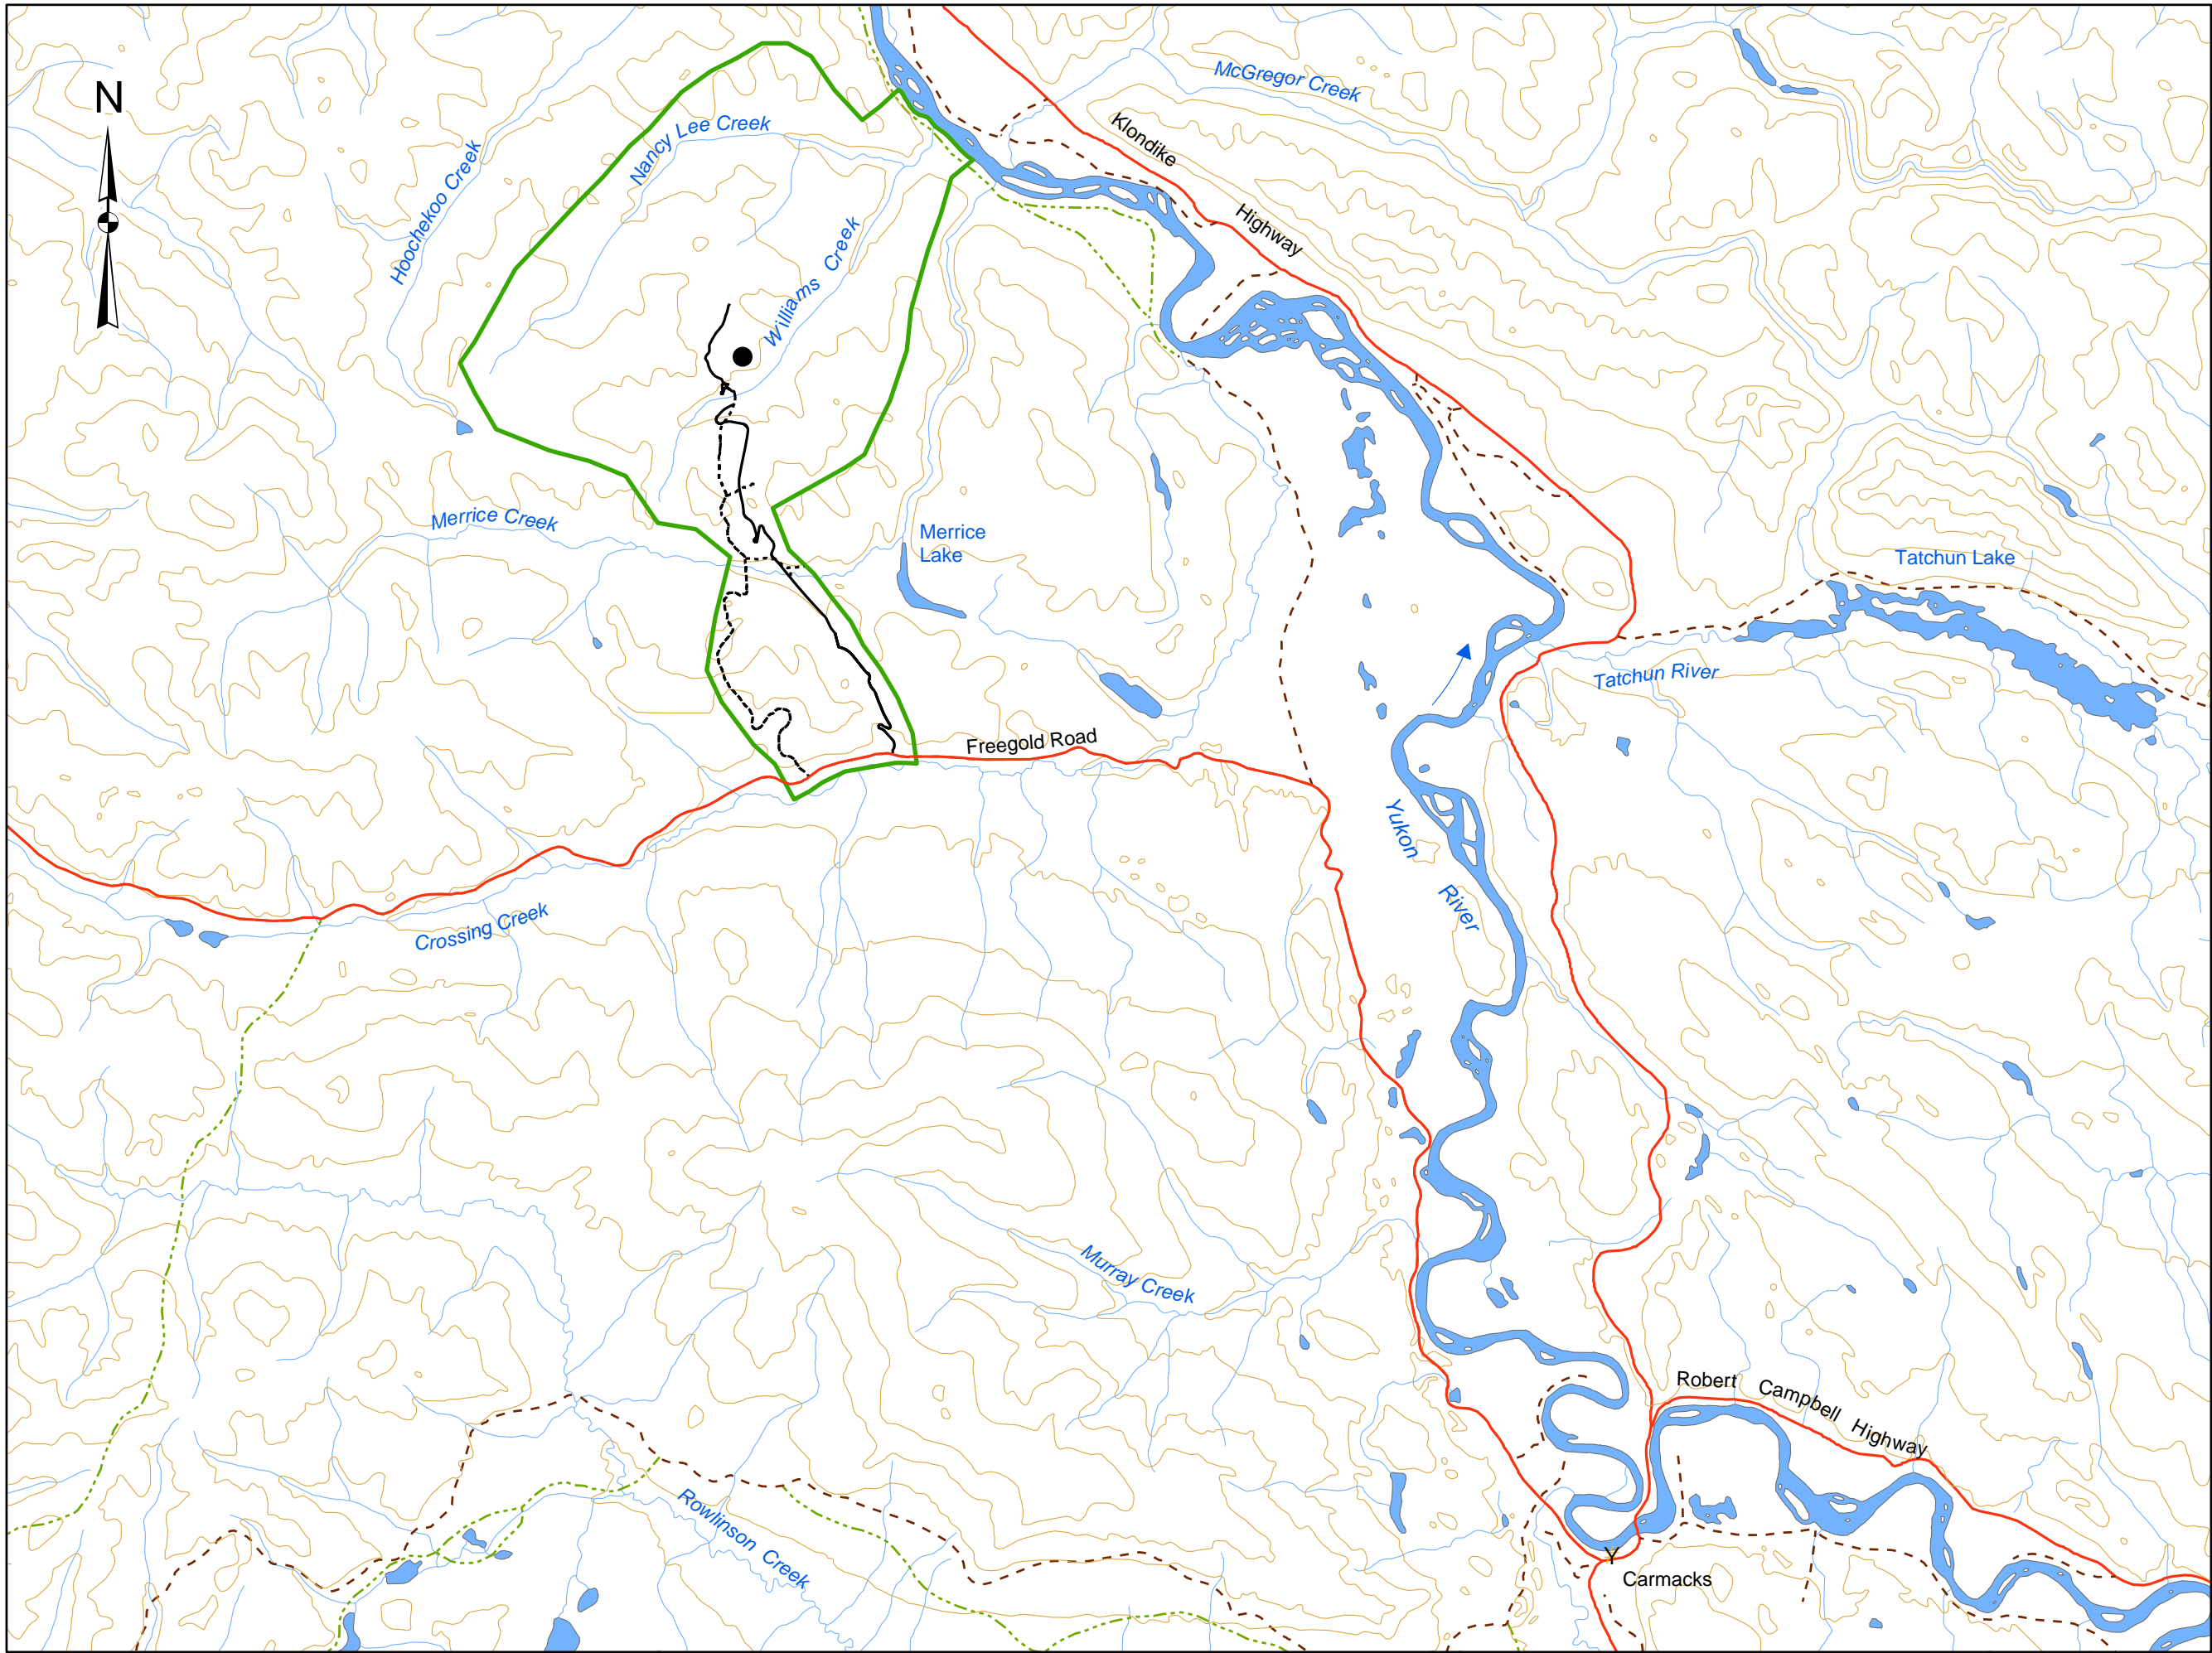 N
McGregor Creek
Klondike
Highway
Nancy Lee Creek
Hoochekoo Creek
Williams Creek
Merrice Creek
Merrice
Lake
Tatchun Lake
Tatchun River
Freegold Road
Yukon
River
Crossing Creek
Murray Creek
Robert Campbell Highway
Rowlinson Creek
Y
Carmacks